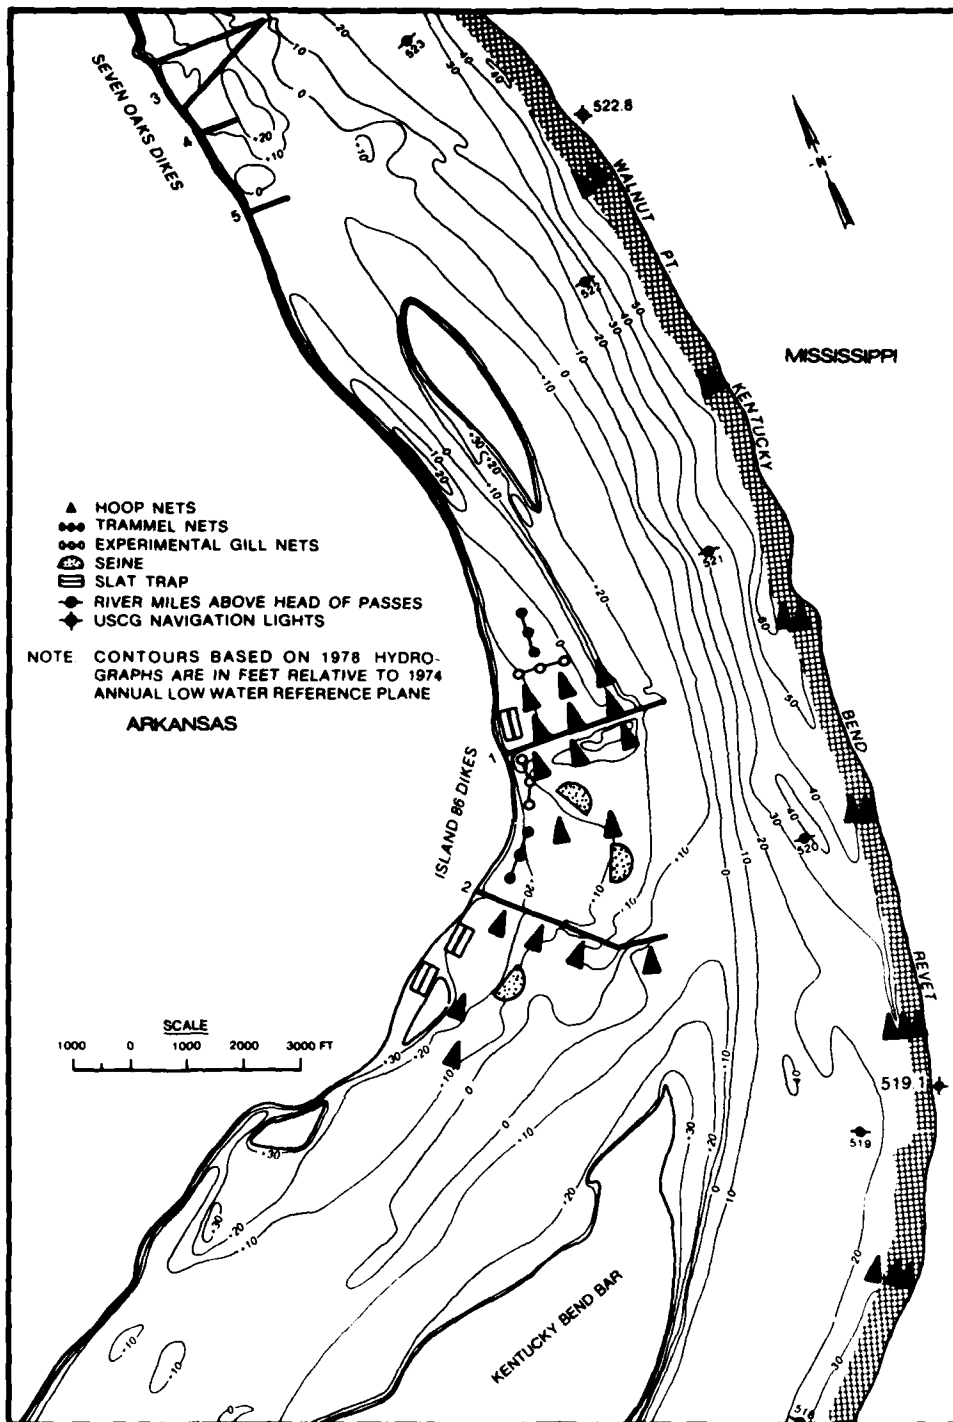 523
522.8
SEVEN OAKS DIKES
3
4
5
N
WALNUT PT.
522
MISSISSIPPI
KENTUCKY
BEND
REVET
HOOP NETS
TRAMMEL NETS
EXPERIMENTAL GILL NETS
SEINE
SLAT TRAP
RIVER MILES ABOVE HEAD OF PASSES
USCG NAVIGATION LIGHTS
NOTE: CONTOURS BASED ON 1978 HYDRO-
GRAPHS ARE IN FEET RELATIVE TO 1974
ANNUAL LOW WATER REFERENCE PLANE
ARKANSAS
521
ISLAND 86 DIKES
1
2
520
SCALE
1000 0 1000 2000 3000 FT
519.1
519
KENTUCKY BEND BAR
518